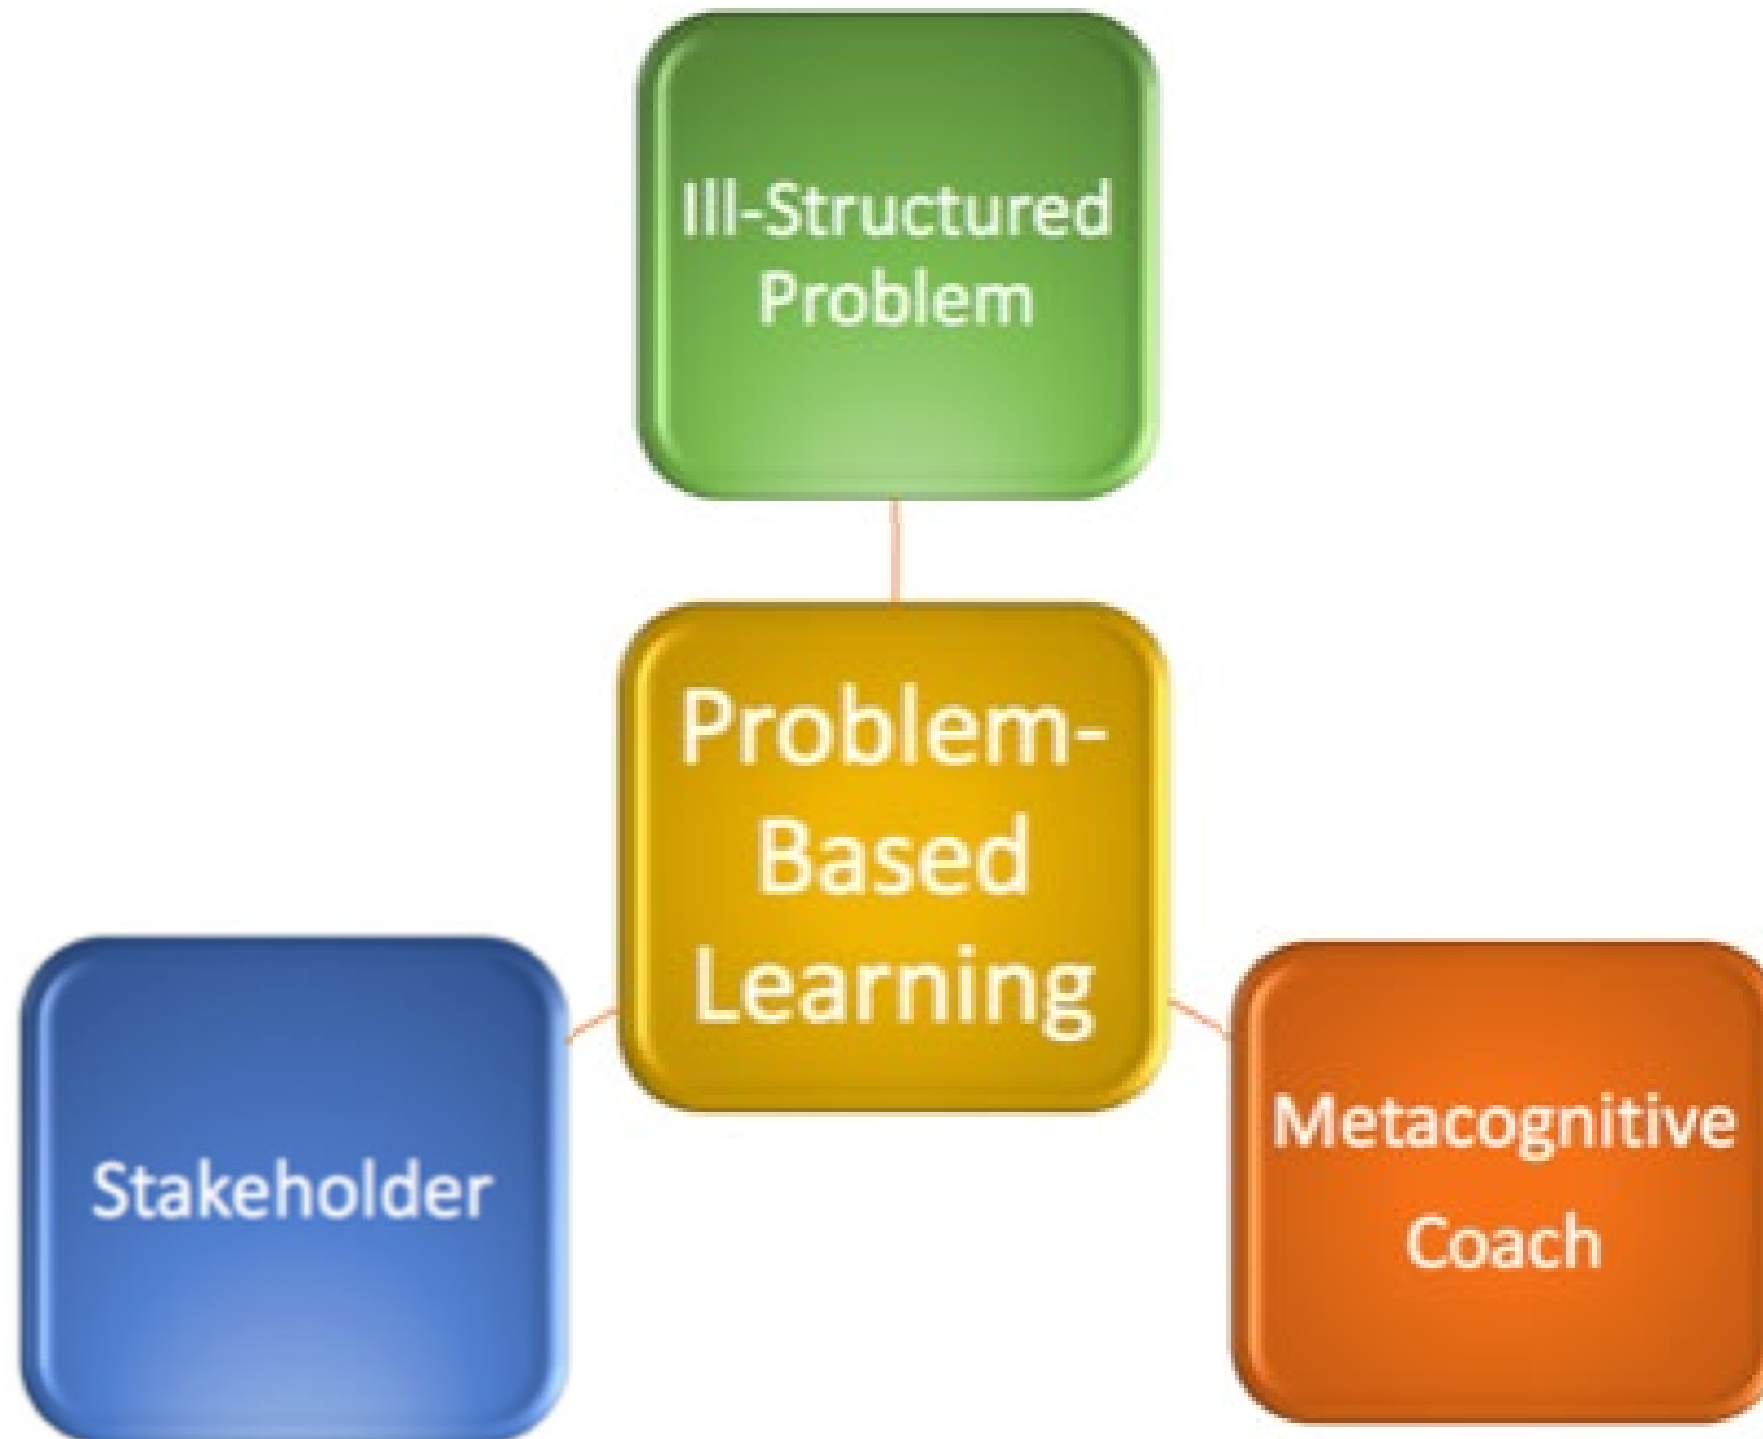 Ill-Structured
Problem
Problem-
Based
Learning
Stakeholder
Metacognitive
Coach